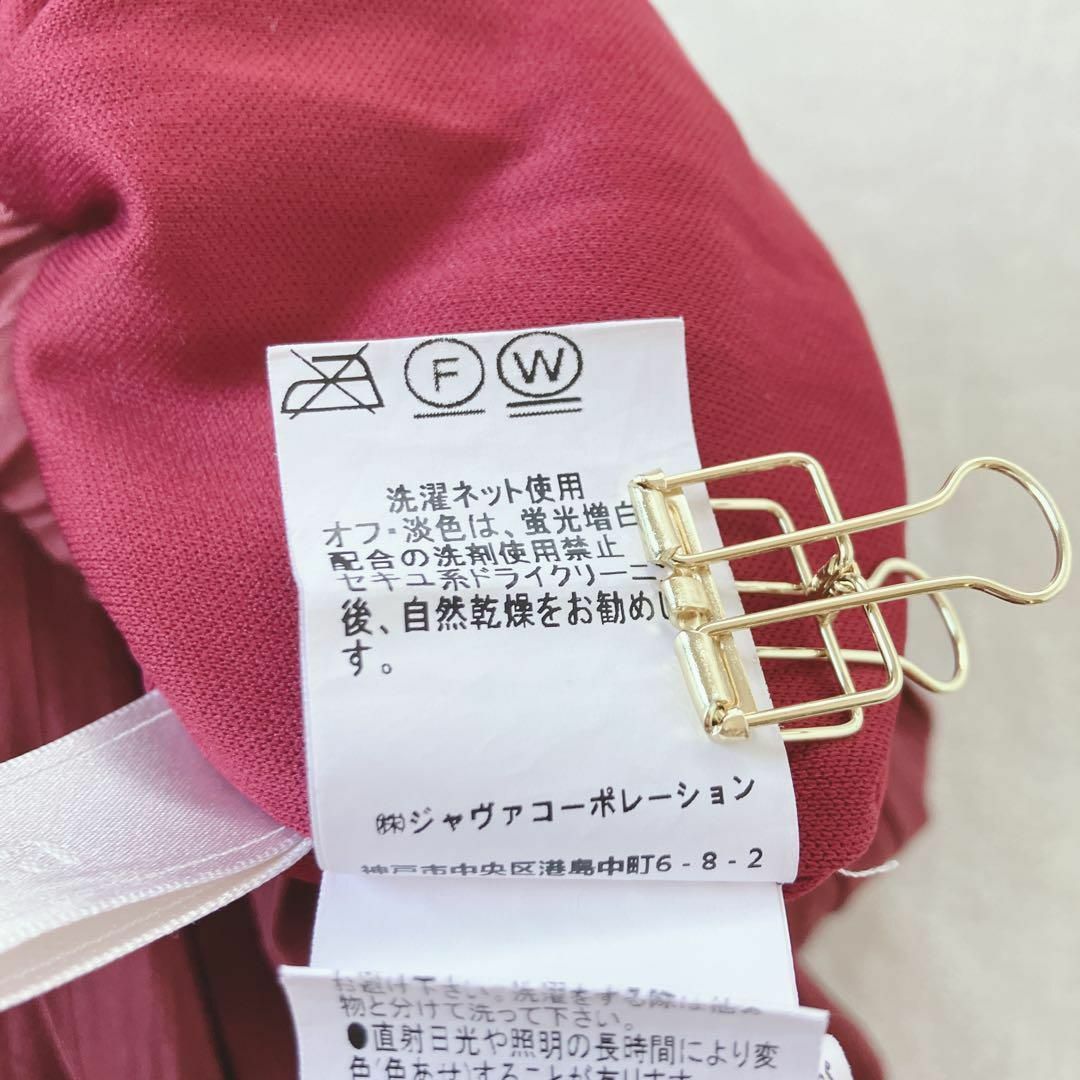 F W
洗濯ネット使用
オフ・淡色は、蛍光増白
配合の洗剤使用禁止
セキユ系ドライクリーニ
後、自然乾燥をお勧め
す。
㈱ジャヴァコーポレーション
神戸市中央区港島中町6-8-2
お避け下さい。洗濯をする際は他の
物と分けて洗って下さい。
●直射日光や照明の長時間により変
色(色あせ)することが有ります